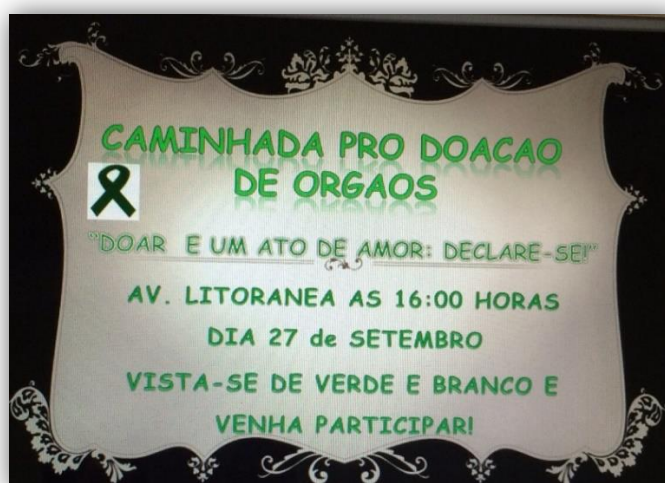 CAMINHADA PRO DOACAO
DE ORGAOS
"DOAR E UM ATO DE AMOR: DECLARE-SE!"
AV. LITORANEA AS 16:00 HORAS
DIA 27 de SETEMBRO
VISTA-SE DE VERDE E BRANCO E
VENHA PARTICIPAR!